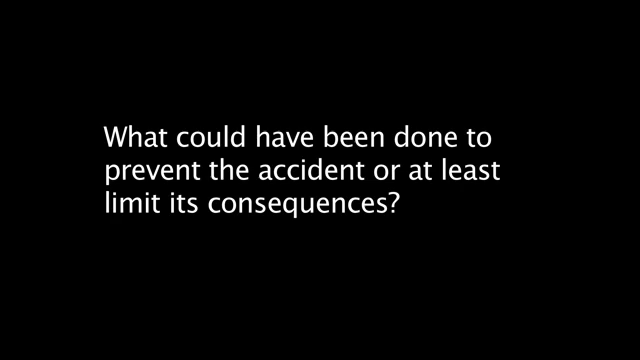 What could have been done to
prevent the accident or at least
limit its consequences?